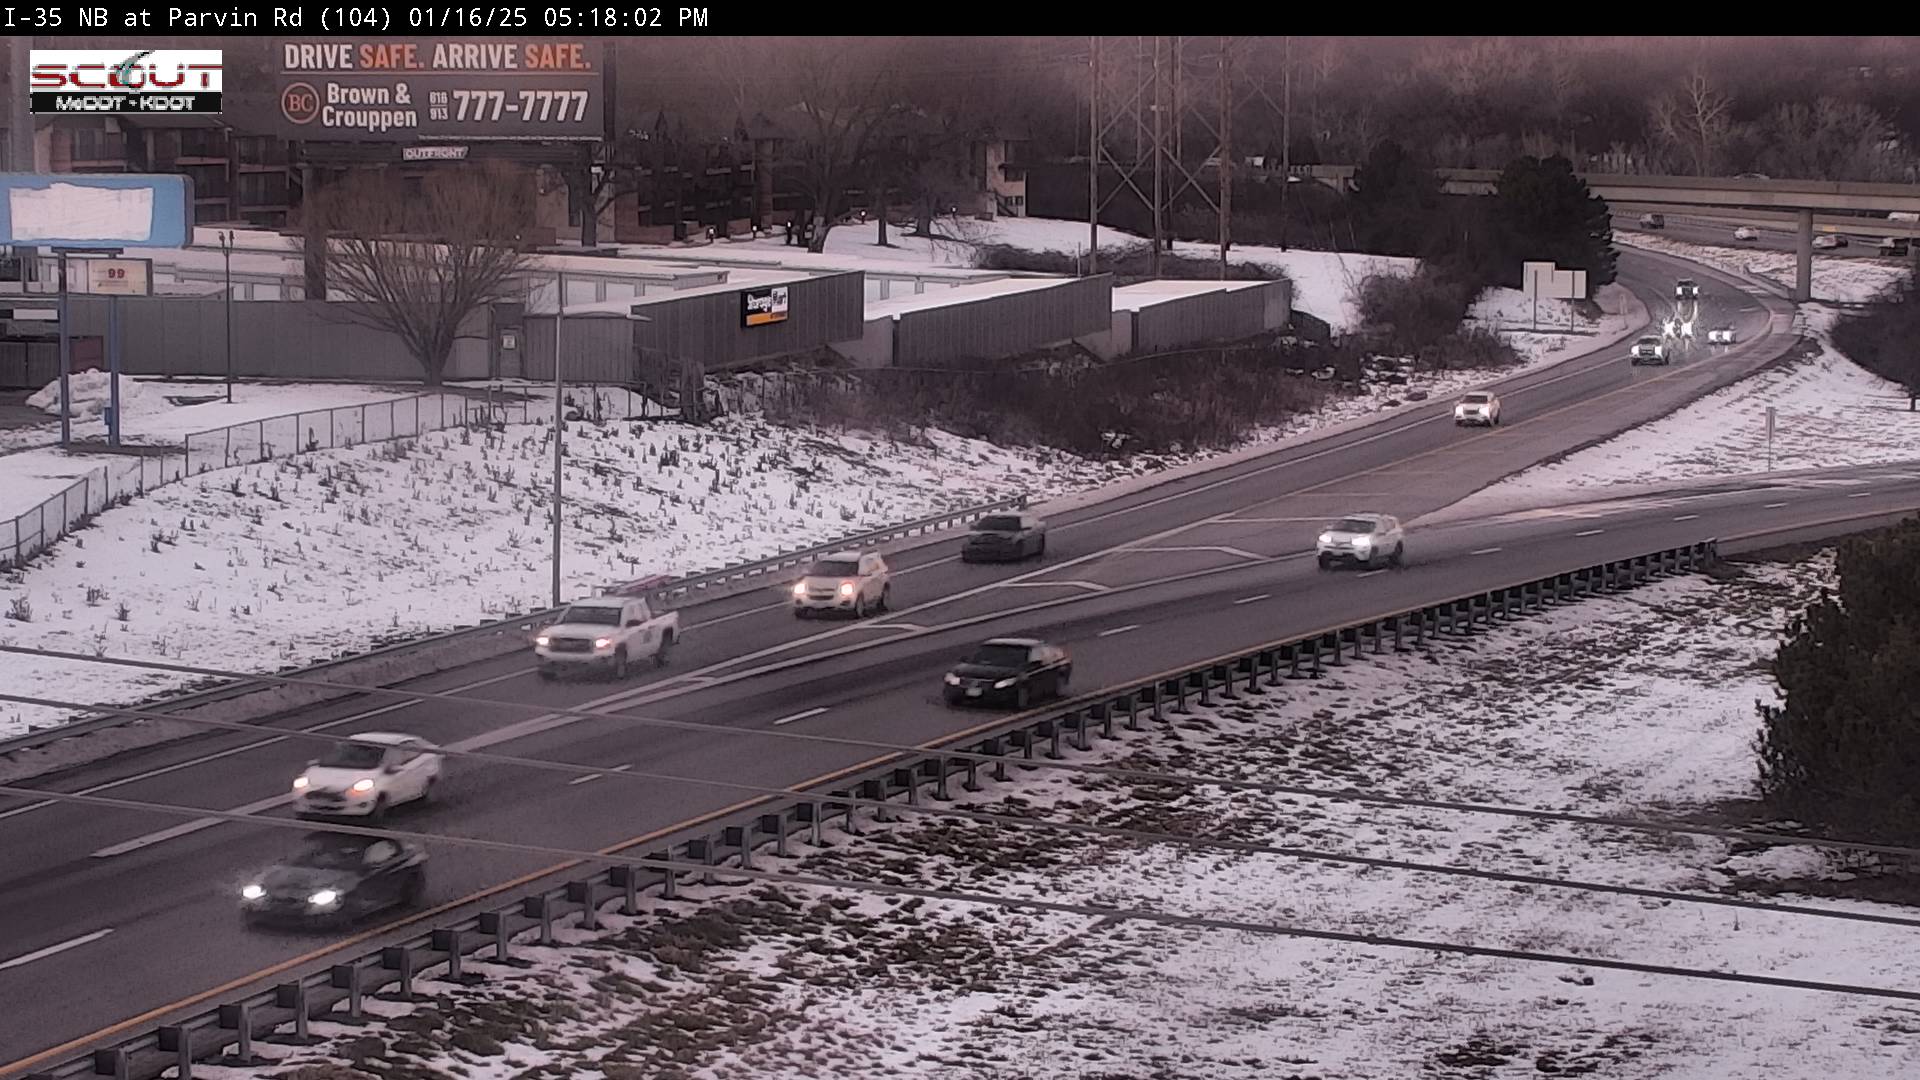 I-35 NB at Parvin Rd (104) 01/16/25 05:18:02 PM
SCOUT
MoDOT - KDOT
DRIVE SAFE. ARRIVE SAFE.
BC Brown & Crouppen 816 913 777-7777
OUTFRONT
99
Storage